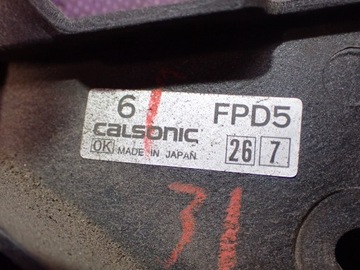 6 FPD5
CALSONIC
OK MADE IN JAPAN 26 7
31